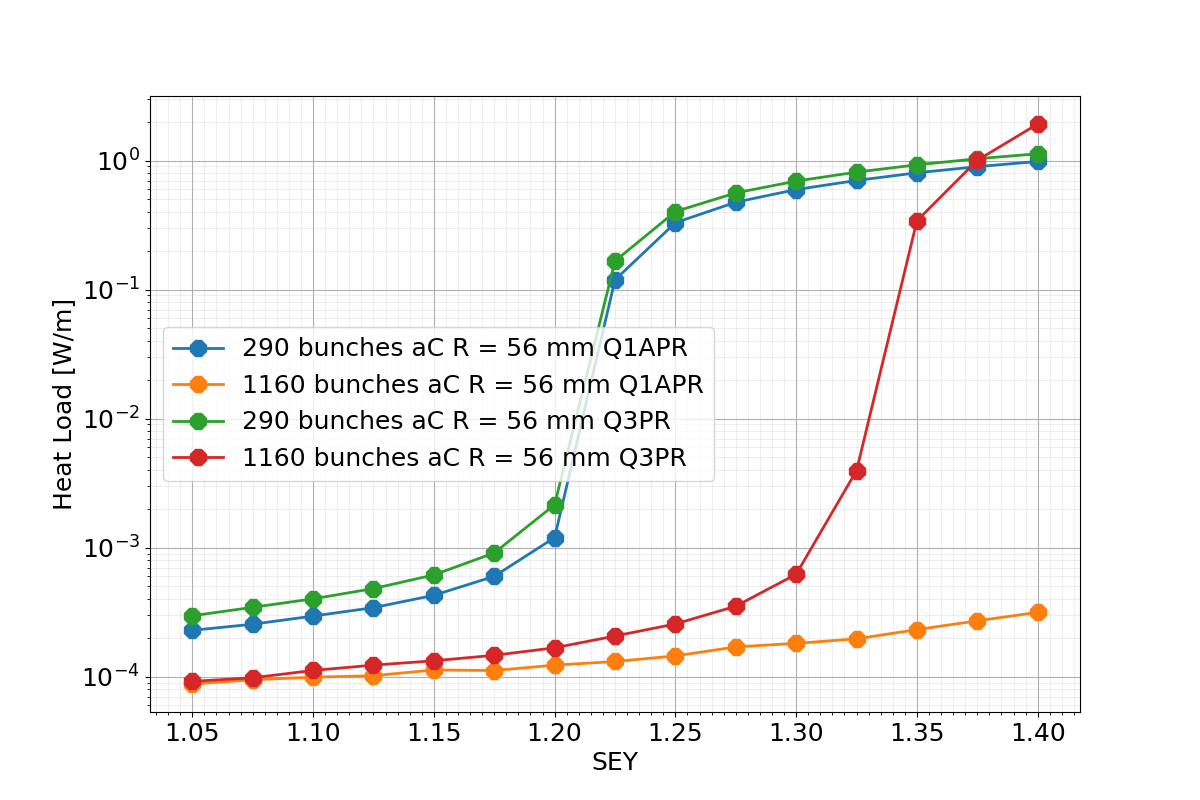 10⁰
10⁻¹
10⁻²
10⁻³
10⁻⁴
Heat Load [W/m]
290 bunches aC R = 56 mm Q1APR
1160 bunches aC R = 56 mm Q1APR
290 bunches aC R = 56 mm Q3PR
1160 bunches aC R = 56 mm Q3PR
1.05 1.10 1.15 1.20 1.25 1.30 1.35 1.40
SEY